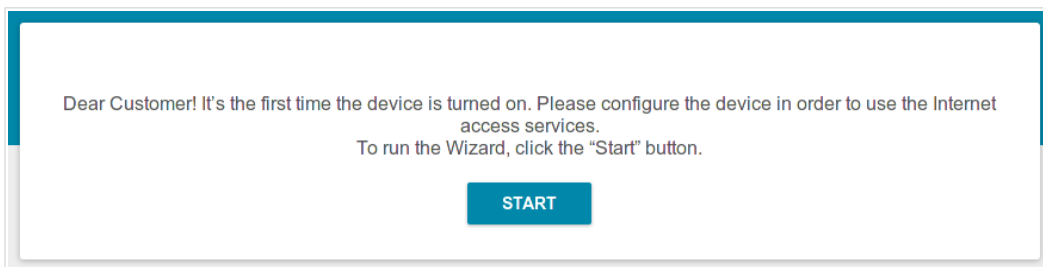 Dear Customer! It’s the first time the device is turned on. Please configure the device in order to use the Internet
access services.
To run the Wizard, click the “Start” button.
START